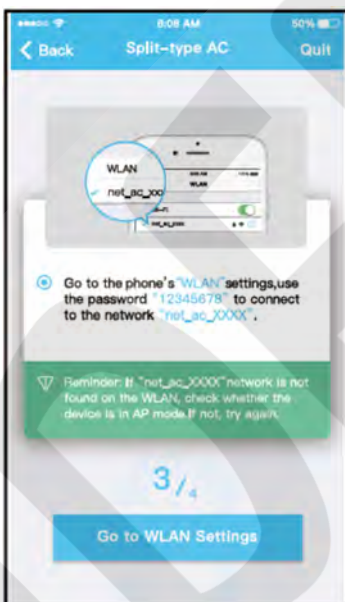 8:08 AM 50%
Back Split-type AC Quit
WLAN
net_ac_xxx
WLAN
Go to the phone's "WLAN"settings,use
the password "12345678" to connect
to the network "net_ac_XXXX".
Reminder: If "net_ac_XXXX"network is not
found on the WLAN, check whether the
device is in AP mode.If not, try again.
3/4
Go to WLAN Settings